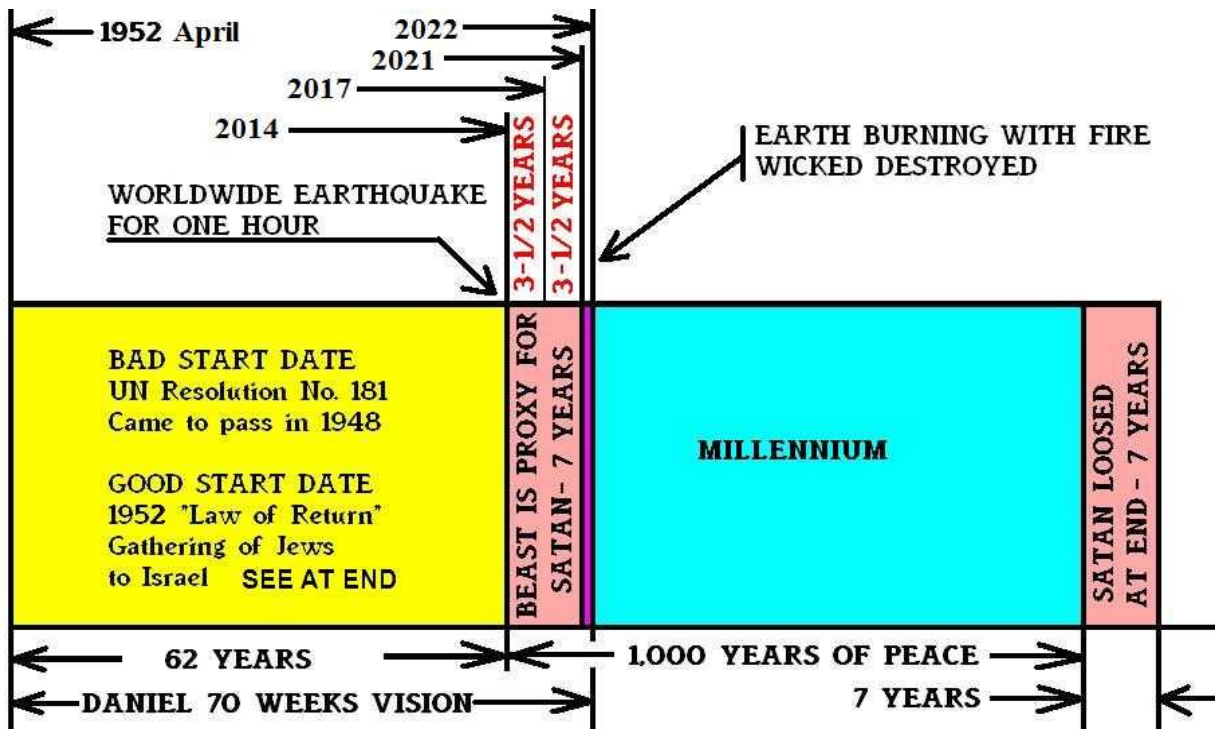 1952 April
2022
2021
2017
2014
3-1/2 YEARS
3-1/2 YEARS
WORLDWIDE EARTHQUAKE
FOR ONE HOUR
EARTH BURNING WITH FIRE
WICKED DESTROYED
BAD START DATE
UN Resolution No. 181
Came to pass in 1948
GOOD START DATE
1952 "Law of Return"
Gathering of Jews
to Israel SEE AT END
BEAST IS PROXY FOR
SATAN- 7 YEARS
MILLENNIUM
SATAN LOOSED
AT END- 7 YEARS
62 YEARS
1,000 YEARS OF PEACE
DANIEL 70 WEEKS VISION
7 YEARS